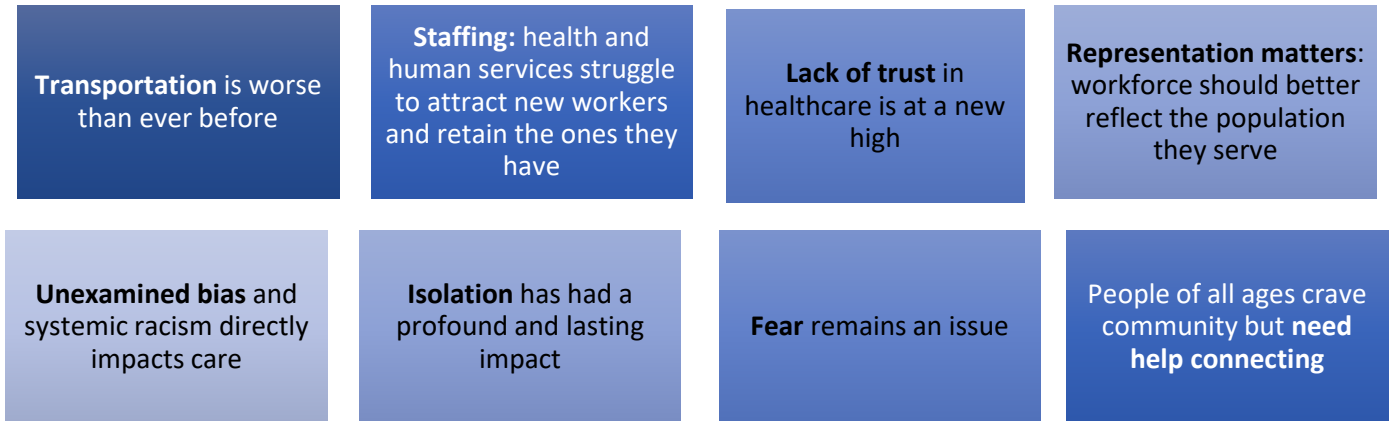 Transportation is worse
than ever before
Staffing: health and
human services struggle
to attract new workers
and retain the ones they
have
Lack of trust in
healthcare is at a new
high
Representation matters:
workforce should better
reflect the population
they serve
Unexamined bias and
systemic racism directly
impacts care
Isolation has had a
profound and lasting
impact
Fear remains an issue
People of all ages crave
community but need
help connecting